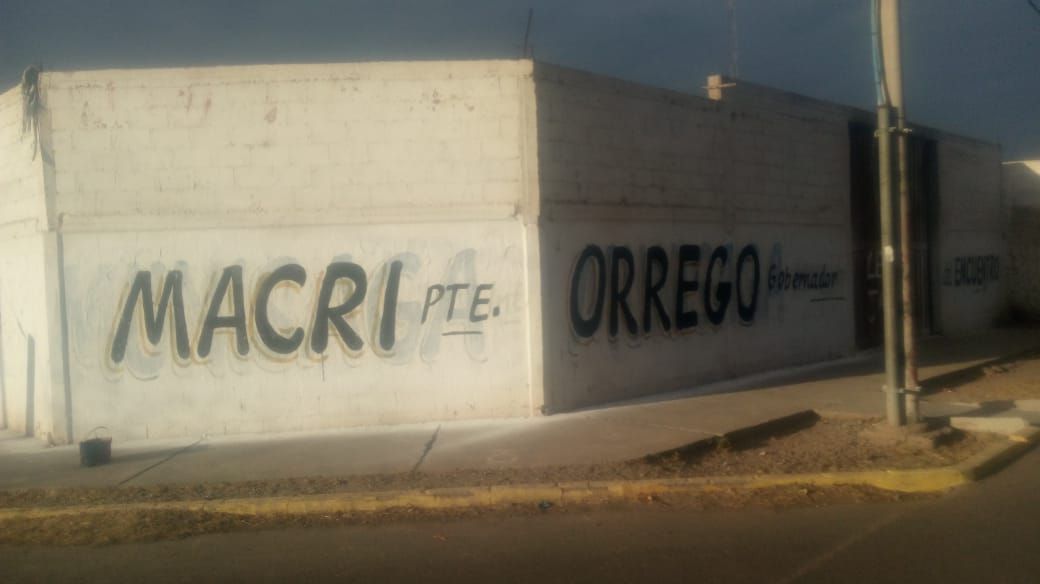 MACRI PTE.
ORREGO Gobernador
ENCUENTRO